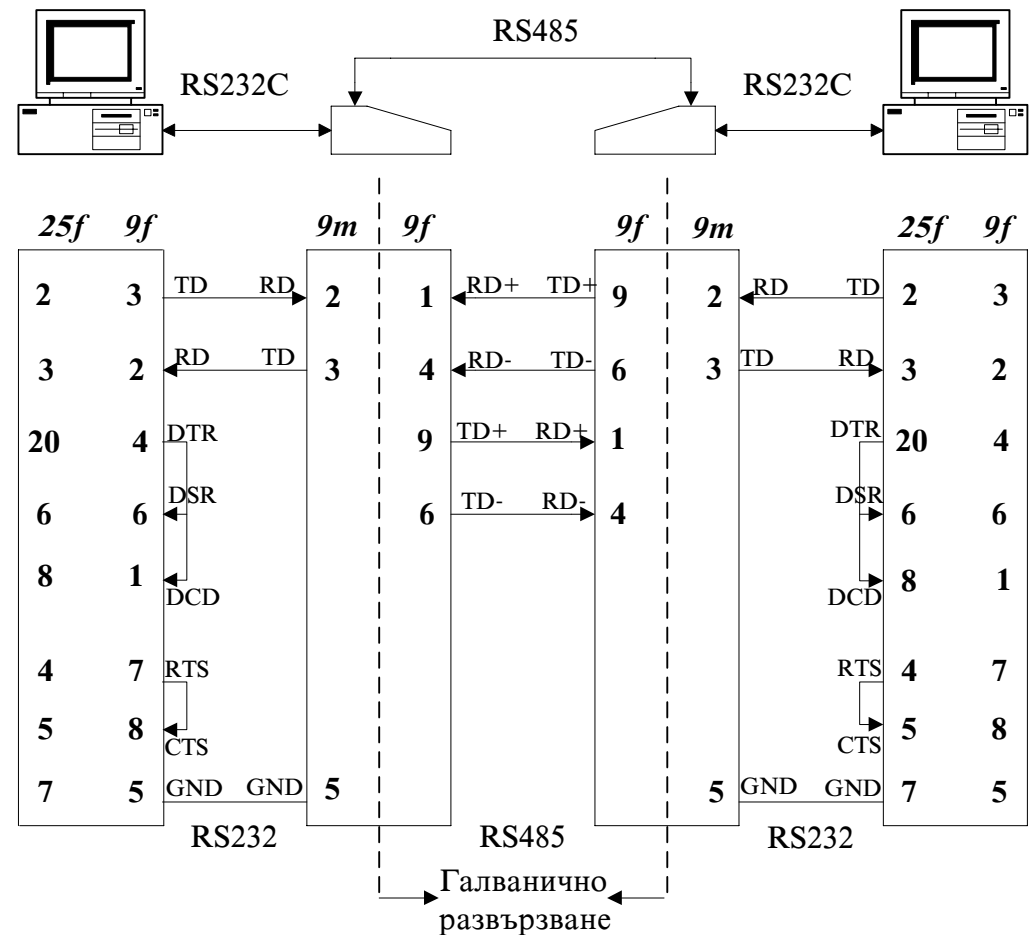 RS485
RS232C RS232C
25f 9f 9m 9f 9f 9m 25f 9f
2 3 TD RD 2 1 RD+ TD+ 9 2 RD TD 2 3
3 2 RD TD 3 4 RD- TD- 6 3 TD RD 3 2
20 4 DTR 9 TD+ RD+ 1 DTR 20 4
6 6 DSR 6 TD- RD- 4 DSR 6 6
8 1 DCD DCD 8 1
4 7 RTS RTS 4 7
5 8 CTS CTS 5 8
7 5 GND GND 5 5 GND GND 7 5
RS232 RS485 RS232
Галванично
развързване